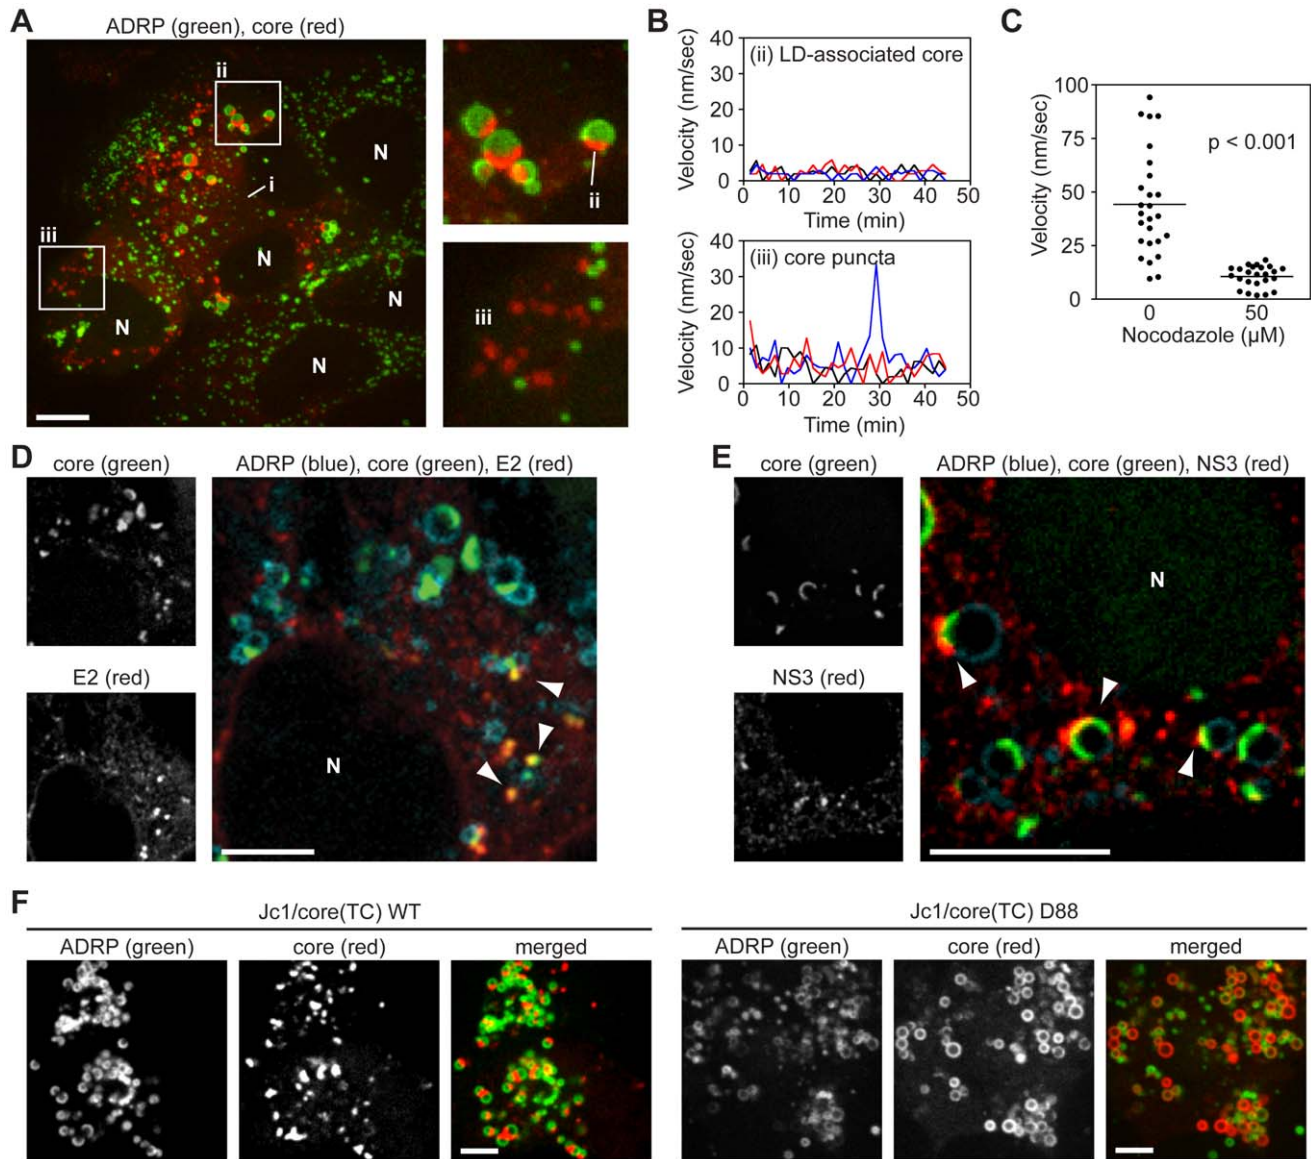 A
ADRP (green), core (red)
ii
i
iii
N
N
N
N
N
ii
iii
B
(ii) LD-associated core
Velocity (nm/sec)
40
30
20
10
0
0 10 20 30 40 50
Time (min)
(iii) core puncta
Velocity (nm/sec)
40
30
20
10
0
0 10 20 30 40 50
Time (min)
C
Velocity (nm/sec)
100
75
50
25
0
p < 0.001
0 50
Nocodazole (µM)
D
core (green)
E2 (red)
ADRP (blue), core (green), E2 (red)
N
E
core (green)
NS3 (red)
ADRP (blue), core (green), NS3 (red)
N
F
Jc1/core(TC) WT
ADRP (green) core (red) merged
Jc1/core(TC) D88
ADRP (green) core (red) merged